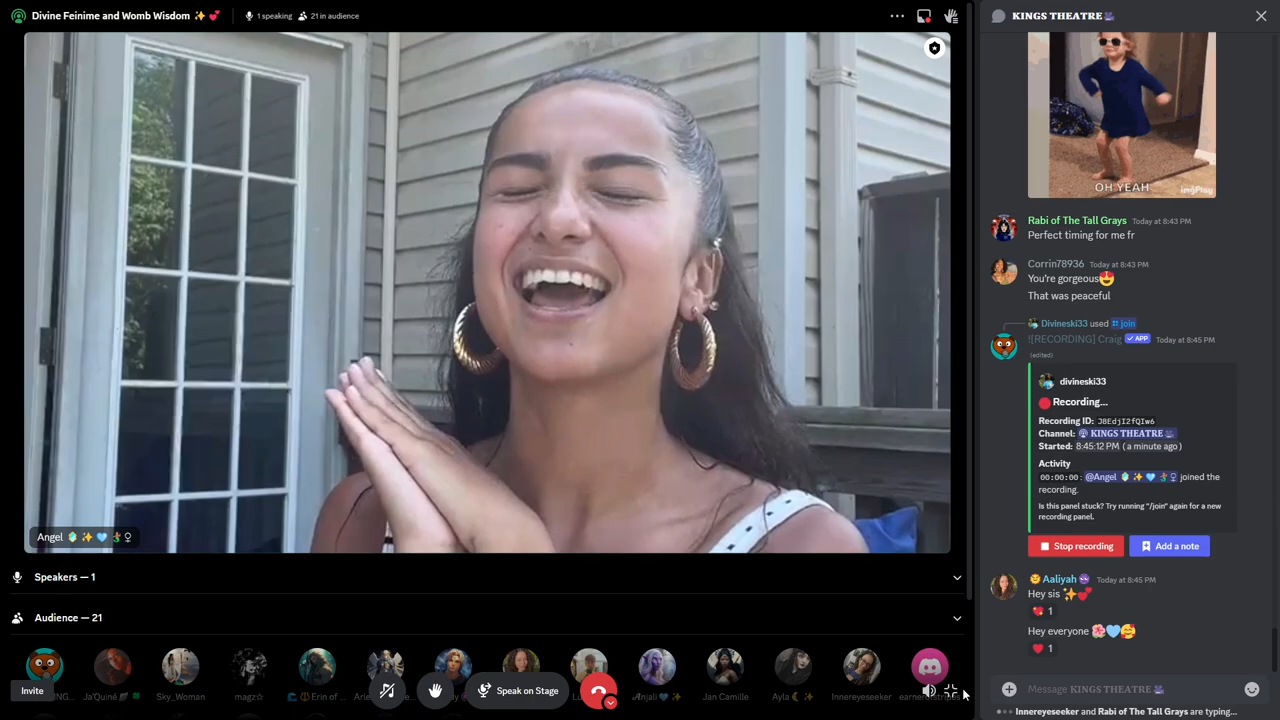 Divine Feinime and Womb Wisdom ✨ 💕
1 speaking
21 in audience
Angel
Speakers — 1
Audience — 21
Ja'Quiné
Sky_Woman
magz☆
Erin of
Anjali
Jan Camille
Ayla
Innereyeseeker
Invite
Speak on Stage
KINGS THEATRE
OH YEAH
imgPlay
Rabi of The Tall Grays Today at 8:43 PM
Perfect timing for me fr
Corrin78936 Today at 8:43 PM
You're gorgeous😍
That was peaceful
Divineski33 used join
![RECORDING] Craig APP Today at 8:45 PM
(edited)
divineski33
Recording...
Recording ID: J8EdjI2fQIw6
Channel: KINGS THEATRE
Started: 8:45:12 PM (a minute ago)
Activity
00:00:00: @Angel joined the
recording.
Is this panel stuck? Try running "/join" again for a new
recording panel.
Stop recording
Add a note
Aaliyah Today at 8:45 PM
Hey sis ✨💕
1
Hey everyone 🌸🩵🥰
1
Message KINGS THEATRE
Innereyeseeker and Rabi of The Tall Grays are typing...